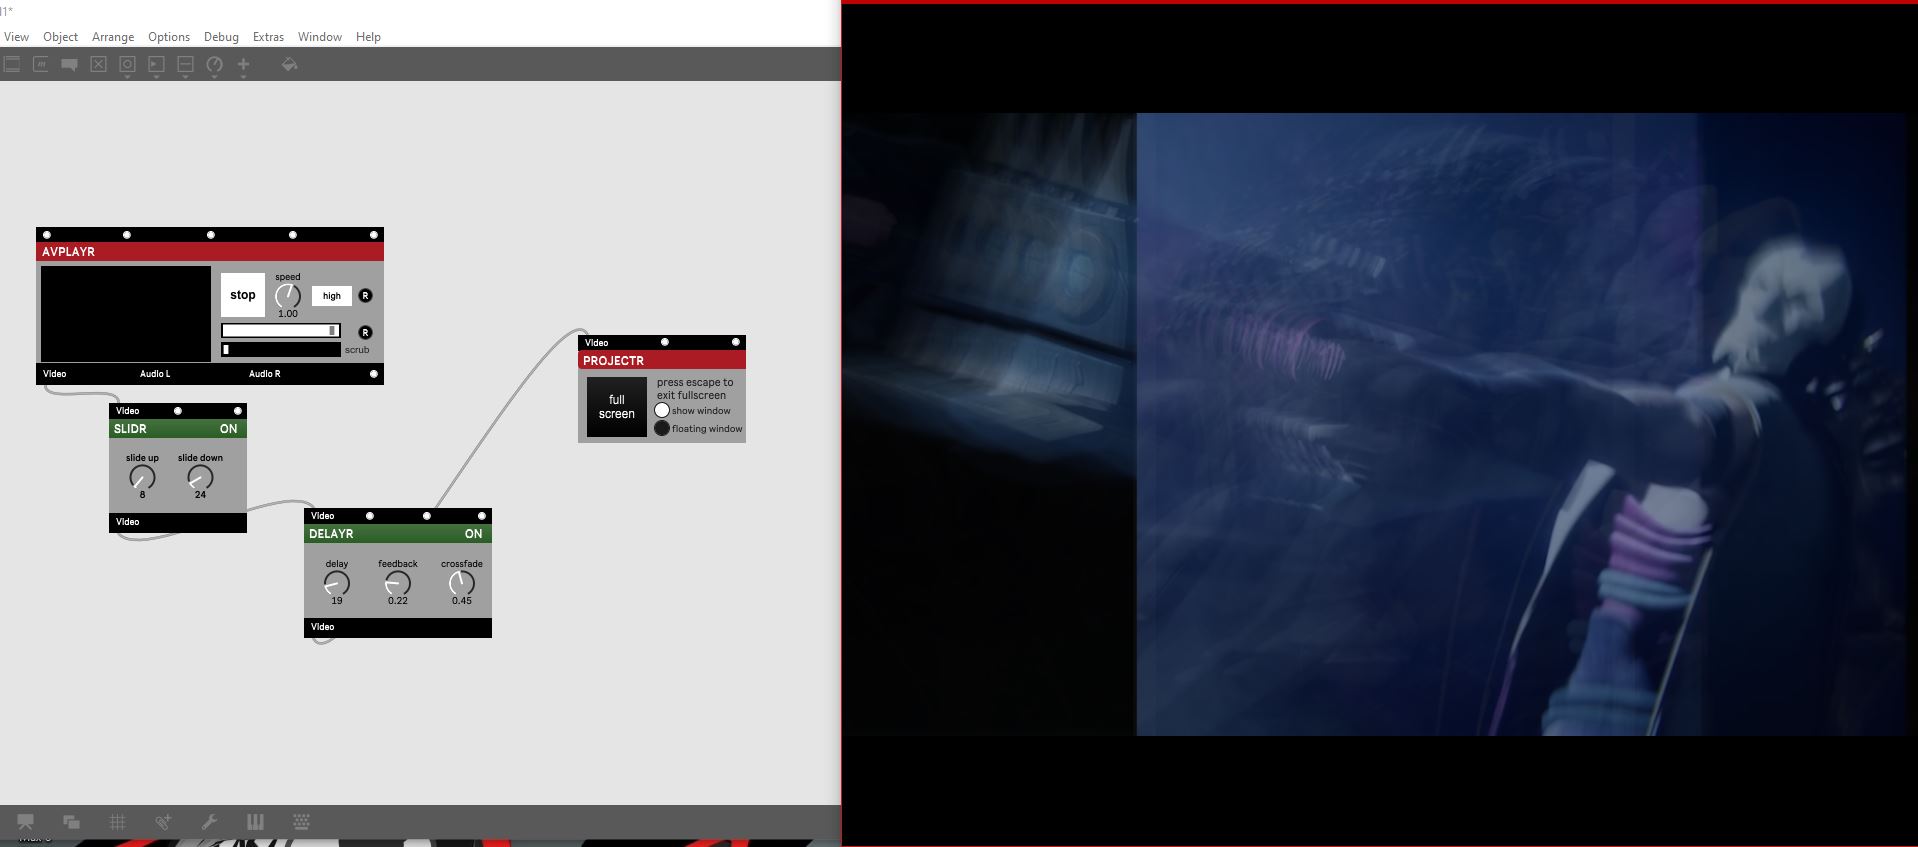 View Object Arrange Options Debug Extras Window Help
AVPLAYR
stop
speed
1.00
high
R
R
scrub
Video Audio L Audio R
Video
SLIDR ON
slide up slide down
8 24
Video
Video
DELAYR ON
delay feedback crossfade
19 0.22 0.45
Video
Video
PROJECTR
full
screen
press escape to
exit fullscreen
show window
floating window